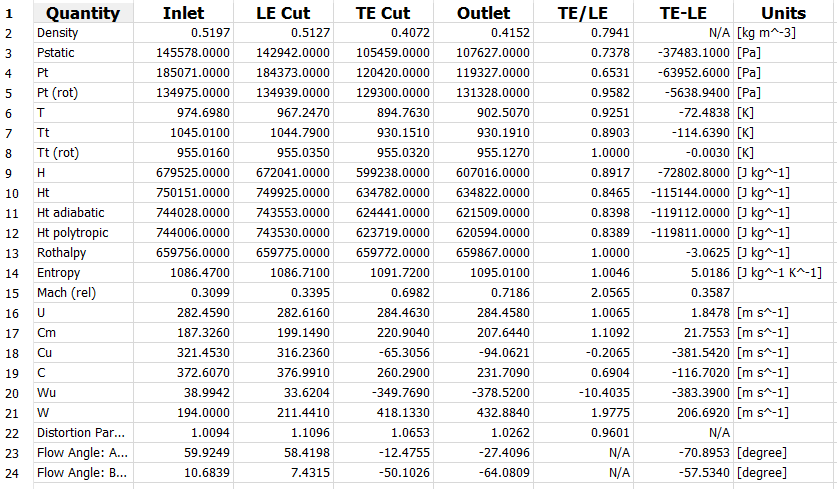 1 Quantity Inlet LE Cut TE Cut Outlet TE/LE TE-LE Units
2 Density 0.5197 0.5127 0.4072 0.4152 0.7941 N/A [kg m^-3]
3 Pstatic 145578.0000 142942.0000 105459.0000 107627.0000 0.7378 -37483.1000 [Pa]
4 Pt 185071.0000 184373.0000 120420.0000 119327.0000 0.6531 -63952.6000 [Pa]
5 Pt (rot) 134975.0000 134939.0000 129300.0000 131328.0000 0.9582 -5638.9400 [Pa]
6 T 974.6980 967.2470 894.7630 902.5070 0.9251 -72.4838 [K]
7 Tt 1045.0100 1044.7900 930.1510 930.1910 0.8903 -114.6390 [K]
8 Tt (rot) 955.0160 955.0350 955.0320 955.1270 1.0000 -0.0030 [K]
9 H 679525.0000 672041.0000 599238.0000 607016.0000 0.8917 -72802.8000 [J kg^-1]
10 Ht 750151.0000 749925.0000 634782.0000 634822.0000 0.8465 -115144.0000 [J kg^-1]
11 Ht adiabatic 744028.0000 743553.0000 624441.0000 621509.0000 0.8398 -119112.0000 [J kg^-1]
12 Ht polytropic 744006.0000 743530.0000 623719.0000 620594.0000 0.8389 -119811.0000 [J kg^-1]
13 Rothalpy 659756.0000 659775.0000 659772.0000 659867.0000 1.0000 -3.0625 [J kg^-1]
14 Entropy 1086.4700 1086.7100 1091.7200 1095.0100 1.0046 5.0186 [J kg^-1 K^-1]
15 Mach (rel) 0.3099 0.3395 0.6982 0.7186 2.0565 0.3587
16 U 282.4590 282.6160 284.4630 284.4580 1.0065 1.8478 [m s^-1]
17 Cm 187.3260 199.1490 220.9040 207.6440 1.1092 21.7553 [m s^-1]
18 Cu 321.4530 316.2360 -65.3056 -94.0621 -0.2065 -381.5420 [m s^-1]
19 C 372.6070 376.9910 260.2900 231.7090 0.6904 -116.7020 [m s^-1]
20 Wu 38.9942 33.6204 -349.7690 -378.5200 -10.4035 -383.3900 [m s^-1]
21 W 194.0000 211.4410 418.1330 432.8840 1.9775 206.6920 [m s^-1]
22 Distortion Par... 1.0094 1.1096 1.0653 1.0262 0.9601 N/A
23 Flow Angle: A... 59.9249 58.4198 -12.4755 -27.4096 N/A -70.8953 [degree]
24 Flow Angle: B... 10.6839 7.4315 -50.1026 -64.0809 N/A -57.5340 [degree]